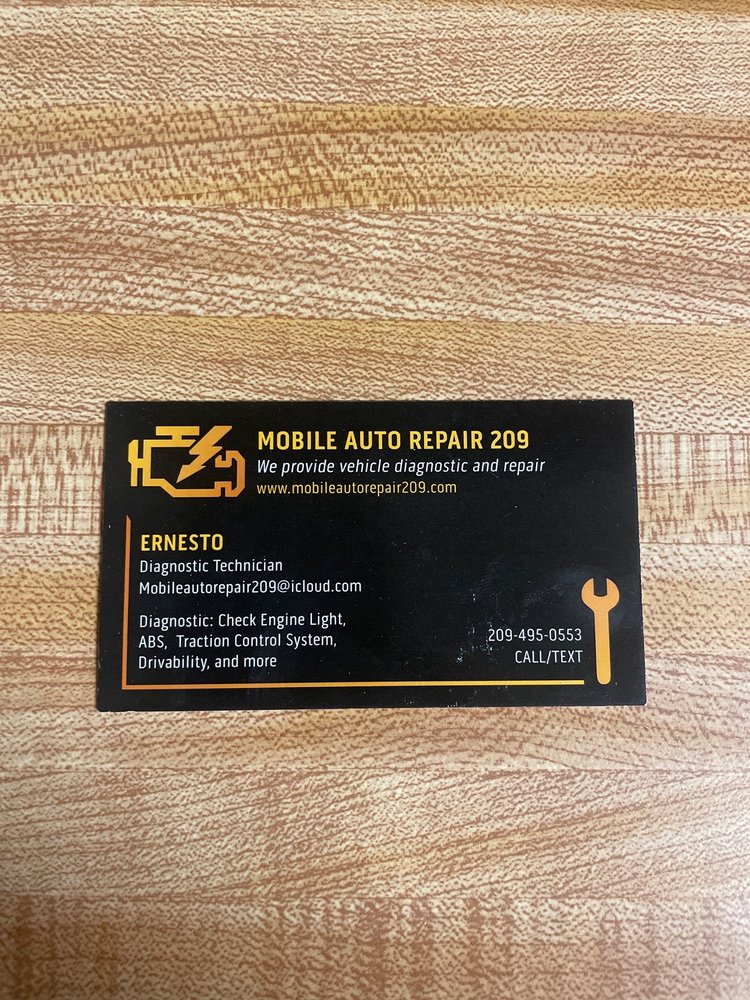 MOBILE AUTO REPAIR 209
We provide vehicle diagnostic and repair
www.mobileautorepair209.com
ERNESTO
Diagnostic Technician
Mobileautorepair209@icloud.com
Diagnostic: Check Engine Light,
ABS, Traction Control System,
Drivability, and more
209-495-0553
CALL/TEXT